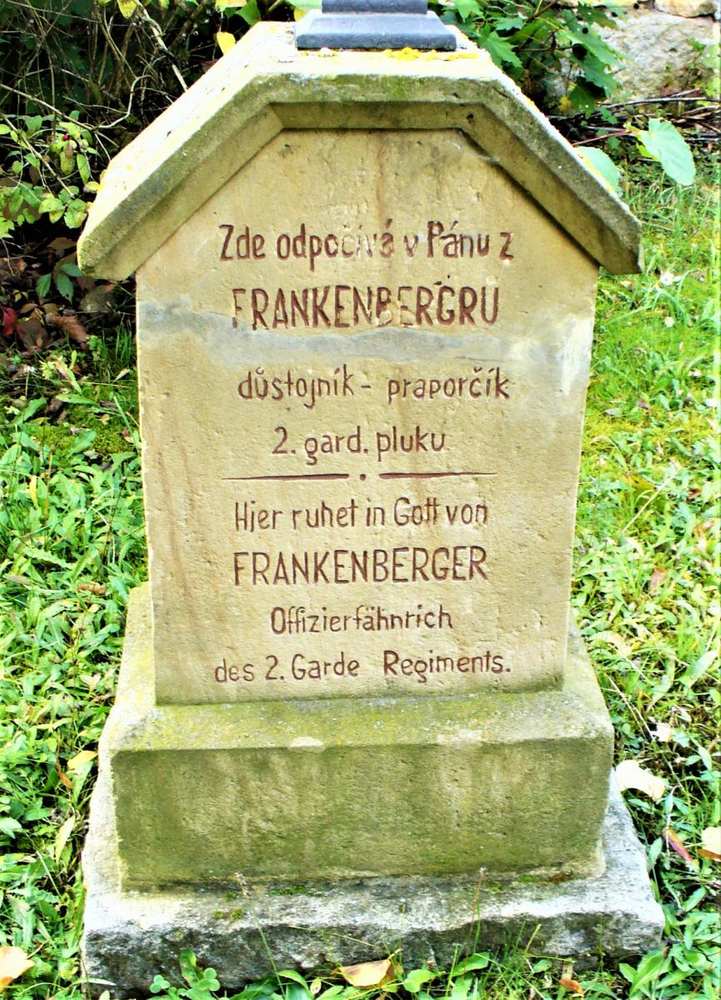 Zde odpočívá v Pánu z
FRANKENBERGRU
důstojník - praporčík
2. gard. pluku
Hjer ruhet in Gott von
FRANKENBERGER
Offizierfähnrich
des 2. Garde Regiments.